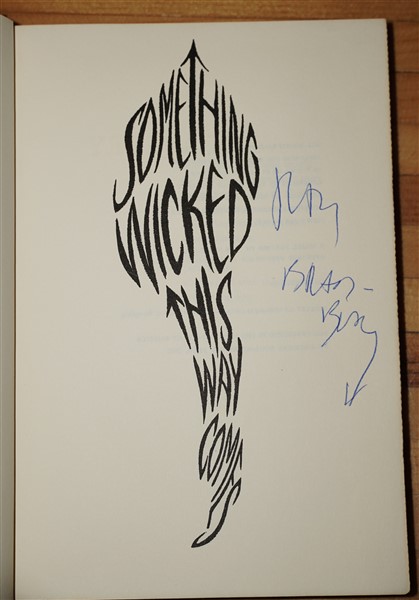 SOMETHING
WICKED
THIS
WAY
COMES
RAY
BRAD-
BURY